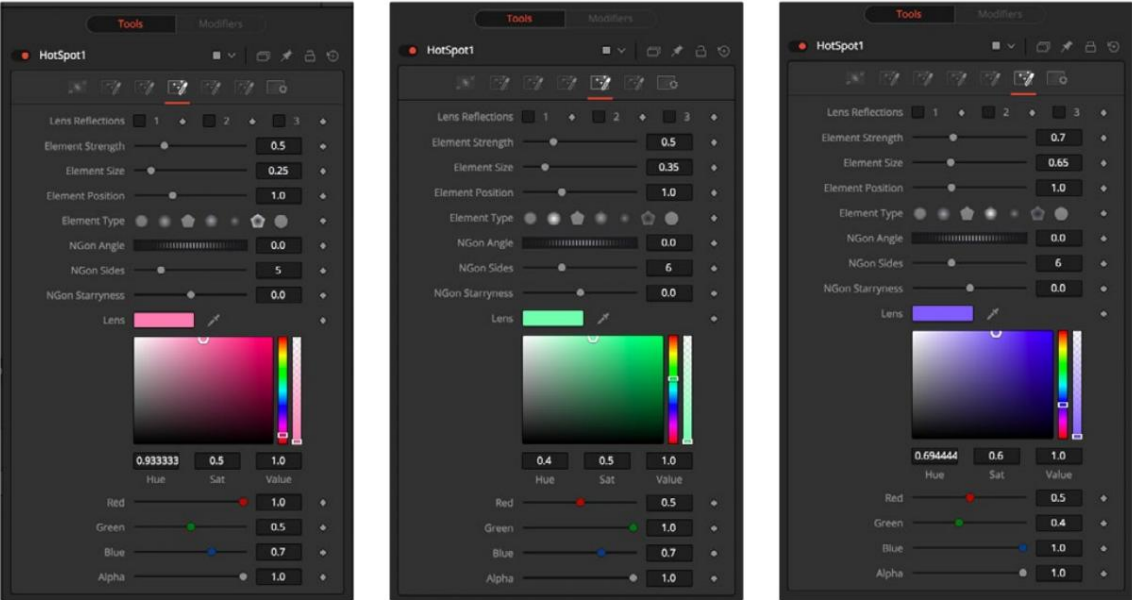 Tools Modifiers
HotSpot1
Lens Reflections 1 2 3
Element Strength 0.5
Element Size 0.25
Element Position 1.0
Element Type
NGon Angle 0.0
NGon Sides 5
NGon Starryness 0.0
Lens
0.933333 0.5 1.0
Hue Sat Value
Red 1.0
Green 0.5
Blue 0.7
Alpha 1.0
Tools Modifiers
HotSpot1
Lens Reflections 1 2 3
Element Strength 0.5
Element Size 0.35
Element Position 1.0
Element Type
NGon Angle 0.0
NGon Sides 6
NGon Starryness 0.0
Lens
0.4 0.5 1.0
Hue Sat Value
Red 0.5
Green 1.0
Blue 0.7
Alpha 1.0
Tools Modifiers
HotSpot1
Lens Reflections 1 2 3
Element Strength 0.7
Element Size 0.65
Element Position 1.0
Element Type
NGon Angle 0.0
NGon Sides 6
NGon Starryness 0.0
Lens
0.694444 0.6 1.0
Hue Sat Value
Red 0.5
Green 0.4
Blue 1.0
Alpha 1.0